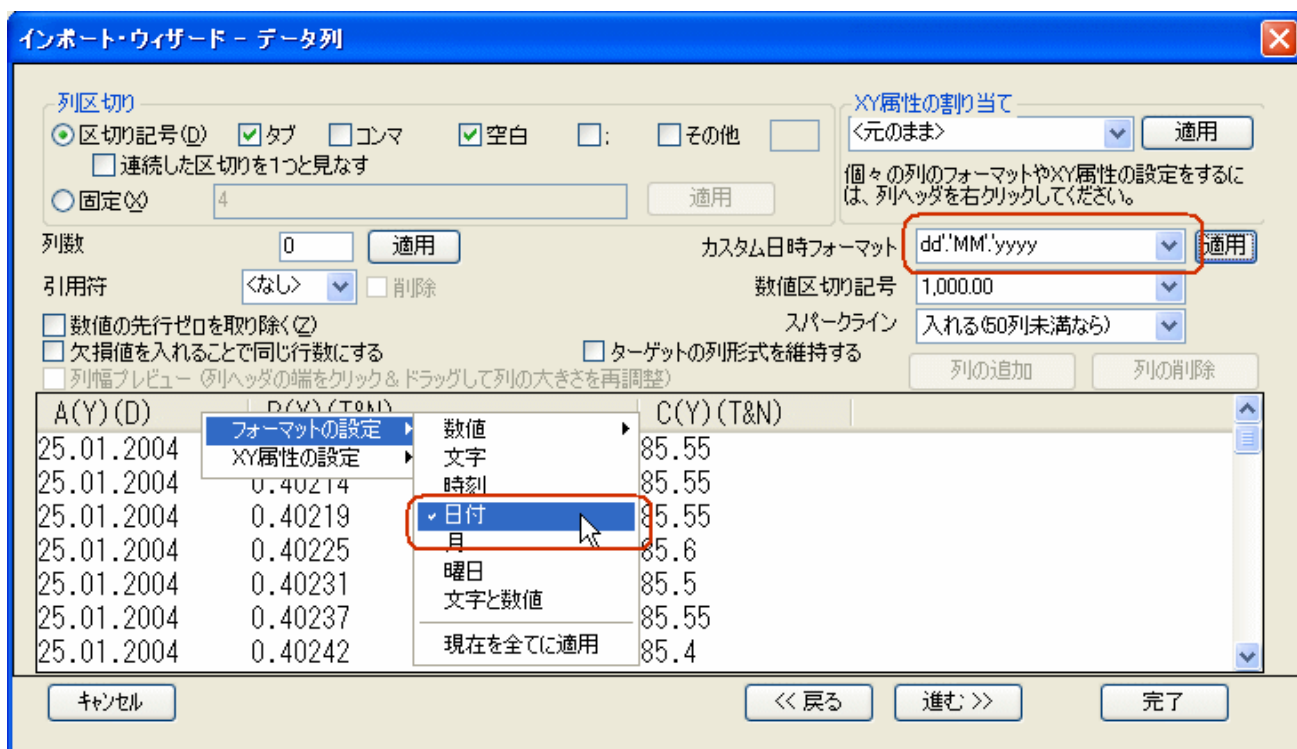 インポート・ウィザード - データ列
列区切り
区切り記号(D) タブ コンマ 空白 : その他
連続した区切りを1つと見なす
固定(X) 4 適用
XY属性の割り当て
<元のまま> 適用
個々の列のフォーマットやXY属性の設定をするに
は、列ヘッダを右クリックしてください。
列数 0 適用
カスタム日時フォーマット dd'.'MM'.'yyyy 適用
引用符 <なし> 削除
数値区切り記号 1,000.00
数値の先行ゼロを取り除く(Z)
スパークライン 入れる(50列未満なら)
欠損値を入れることで同じ行数にする
ターゲットの列形式を維持する
列幅プレビュー (列ヘッダの端をクリック&ドラッグして列の大きさを再調整)
列の追加 列の削除
A(Y)(D) B(Y)(T&N) C(Y)(T&N)
フォーマットの設定
XY属性の設定
数値
文字
時刻
日付
月
曜日
文字と数値
現在を全てに適用
25.01.2004 85.55
25.01.2004 0.40214 85.55
25.01.2004 0.40219 85.55
25.01.2004 0.40225 85.6
25.01.2004 0.40231 85.5
25.01.2004 0.40237 85.55
25.01.2004 0.40242 85.4
キャンセル << 戻る 進む >> 完了